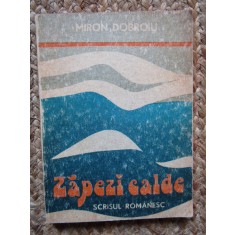 MIRON DOBROIU
Zăpezi calde
SCRISUL ROMÂNESC